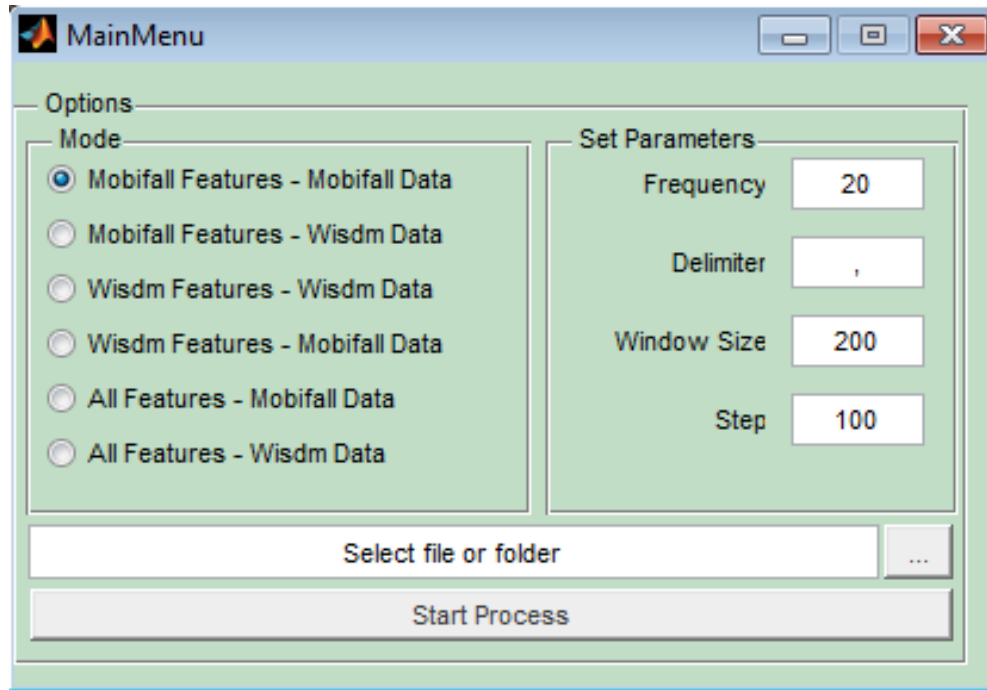 MainMenu
Options
Mode
Mobifall Features - Mobifall Data
Mobifall Features - Wisdm Data
Wisdm Features - Wisdm Data
Wisdm Features - Mobifall Data
All Features - Mobifall Data
All Features - Wisdm Data
Set Parameters
Frequency 20
Delimiter ,
Window Size 200
Step 100
Select file or folder ...
Start Process